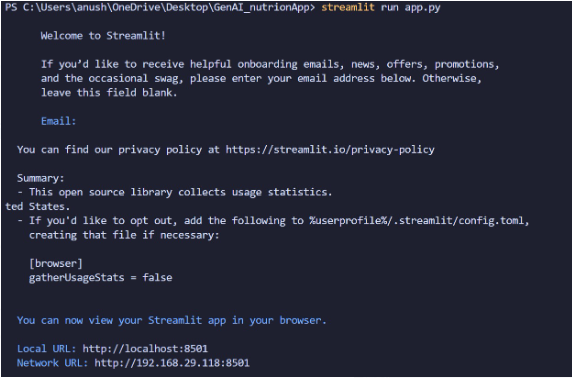 PS C:\Users\anush\OneDrive\Desktop\GenAI_nutrionApp> streamlit run app.py
Welcome to Streamlit!
If you’d like to receive helpful onboarding emails, news, offers, promotions,
and the occasional swag, please enter your email address below. Otherwise,
leave this field blank.
Email:
You can find our privacy policy at https://streamlit.io/privacy-policy
Summary:
- This open source library collects usage statistics.
ted States.
- If you'd like to opt out, add the following to %userprofile%/.streamlit/config.toml,
creating that file if necessary:
[browser]
gatherUsageStats = false
You can now view your Streamlit app in your browser.
Local URL: http://localhost:8501
Network URL: http://192.168.29.118:8501